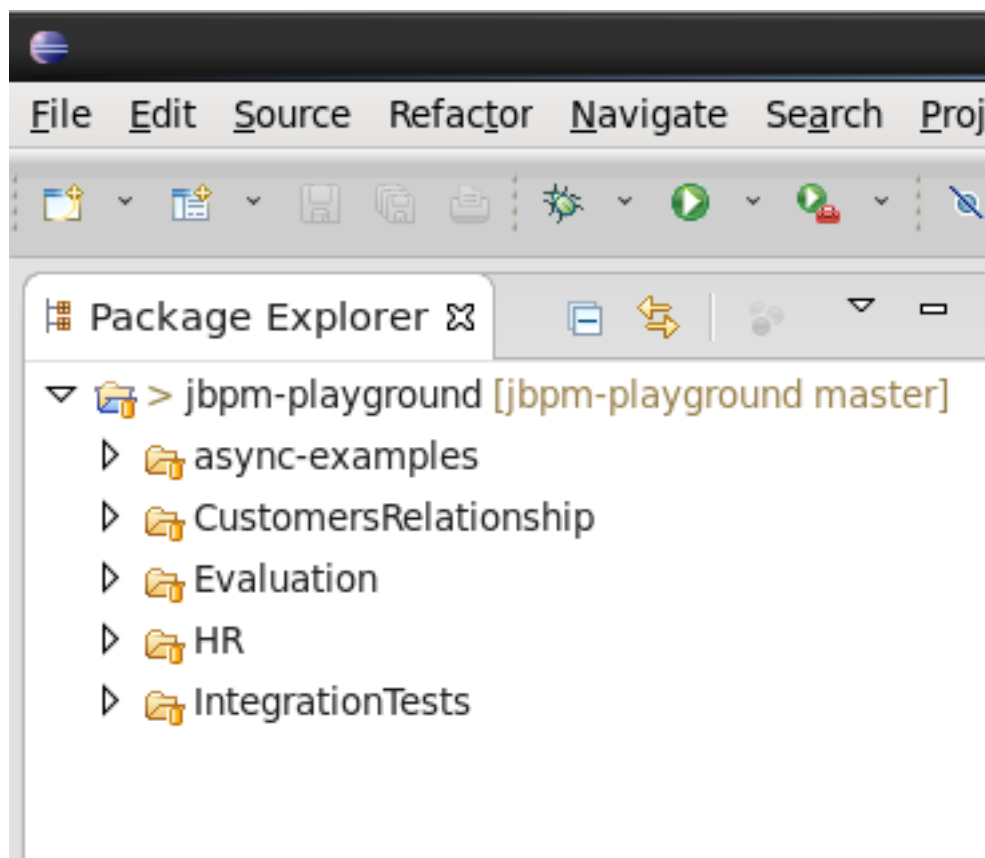 File Edit Source Refactor Navigate Search Proj
Package Explorer
> jbpm-playground [jbpm-playground master]
async-examples
CustomersRelationship
Evaluation
HR
IntegrationTests